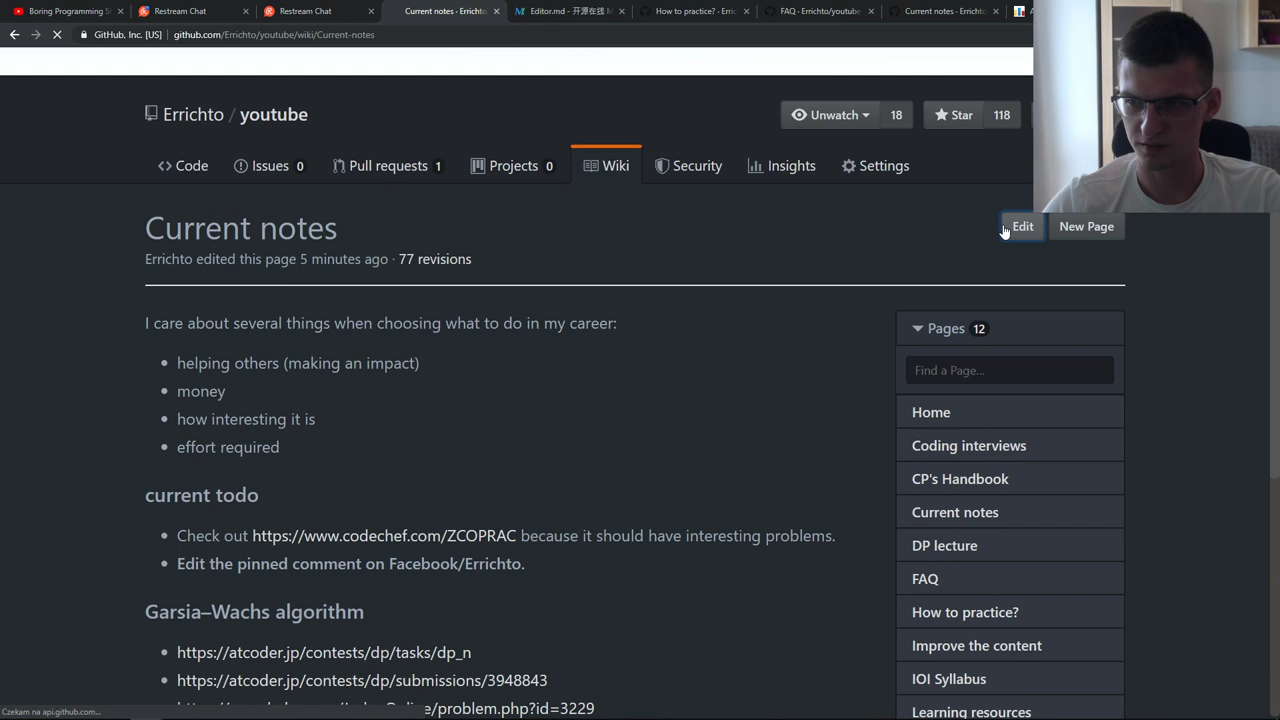 Boring Programming St
Restream Chat
Restream Chat
Current notes · Errichto
Editor.md - 开源在线 M
How to practice? · Erric
FAQ · Errichto/youtube
Current notes · Errichto
GitHub, Inc. [US]
github.com/Errichto/youtube/wiki/Current-notes
Errichto / youtube
Unwatch 18
Star 118
Code
Issues 0
Pull requests 1
Projects 0
Wiki
Security
Insights
Settings
Current notes
Edit
New Page
Errichto edited this page 5 minutes ago · 77 revisions
I care about several things when choosing what to do in my career:
helping others (making an impact)
money
how interesting it is
effort required
current todo
Check out https://www.codechef.com/ZCOPRAC because it should have interesting problems.
Edit the pinned comment on Facebook/Errichto.
Garsia–Wachs algorithm
https://atcoder.jp/contests/dp/tasks/dp_n
https://atcoder.jp/contests/dp/submissions/3948843
e/problem.php?id=3229
Pages 12
Find a Page...
Home
Coding interviews
CP's Handbook
Current notes
DP lecture
FAQ
How to practice?
Improve the content
IOI Syllabus
Learning resources
Czekam na api.github.com...